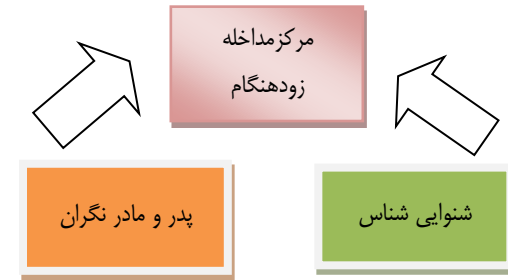 مرکزمداخله
زودهنگام
شنوایی شناس
پدر و مادر نگران